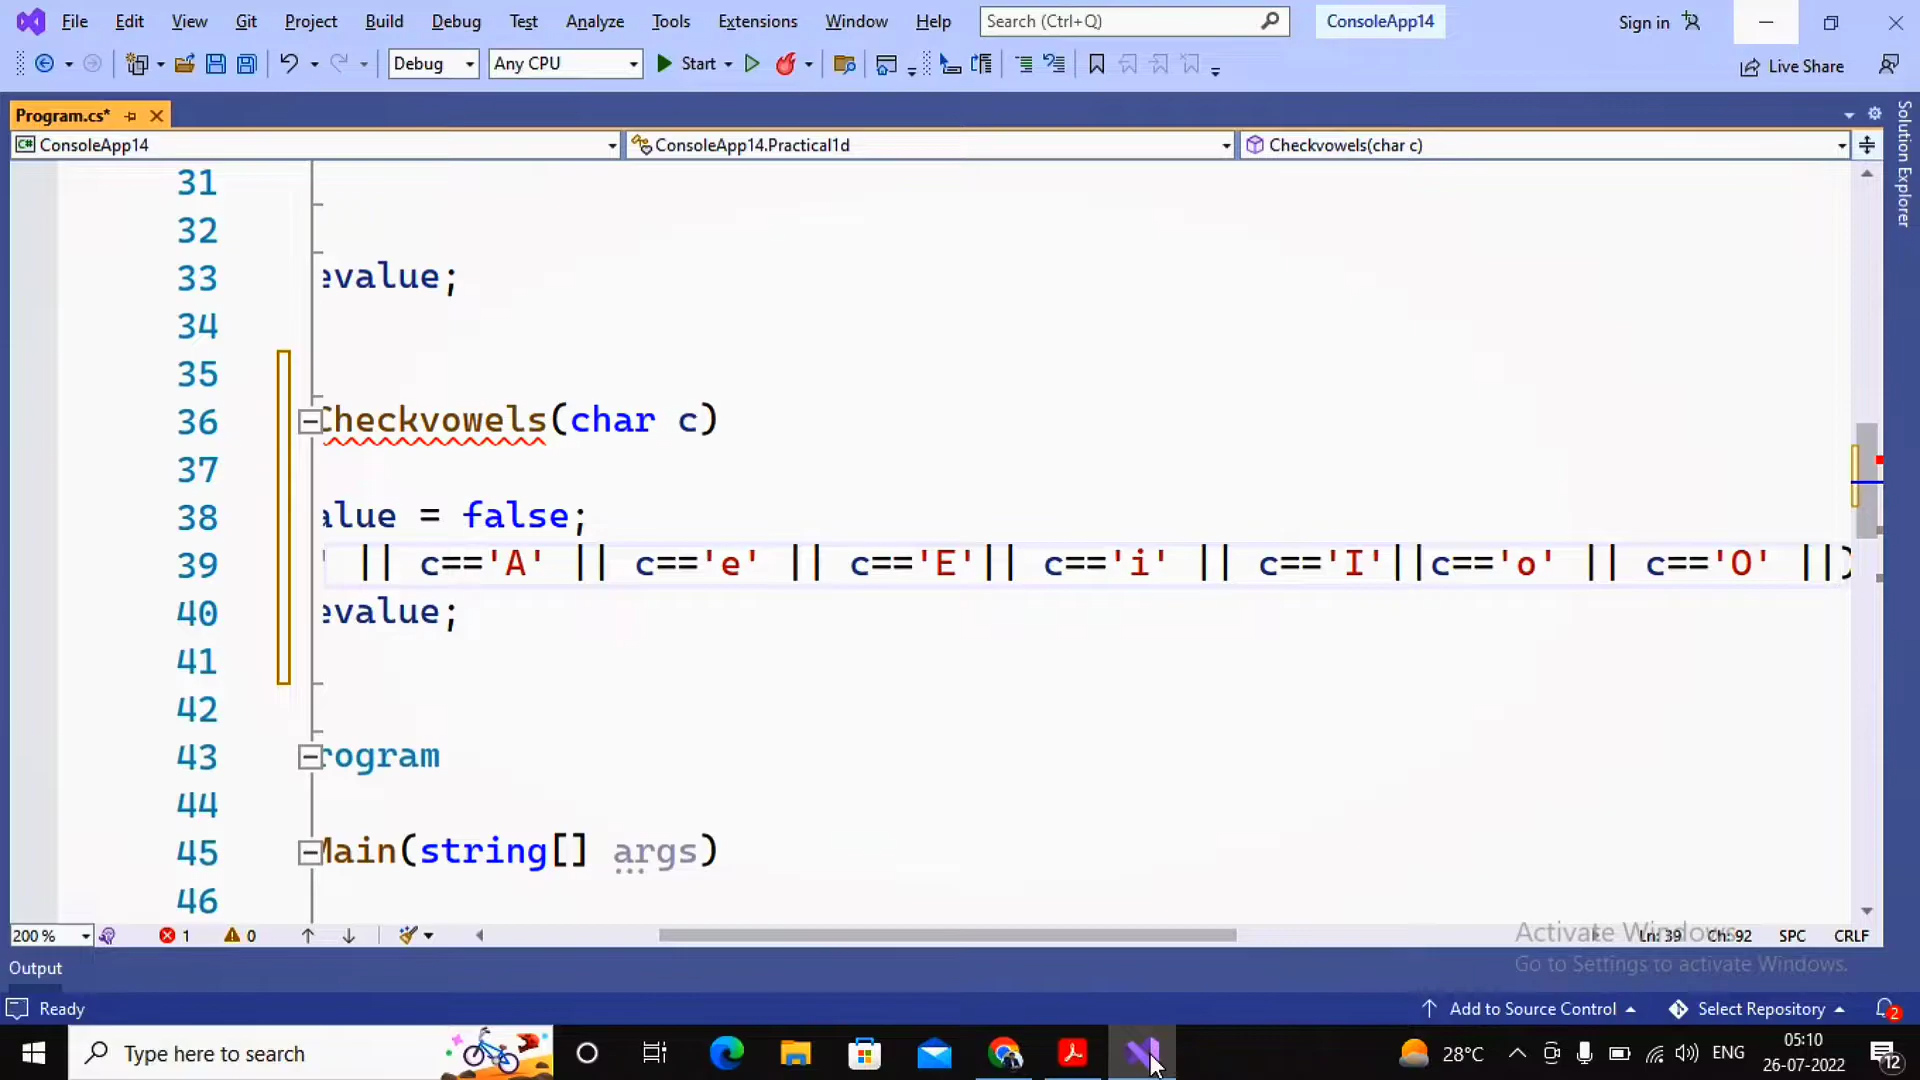 File Edit View Git Project Build Debug Test Analyze Tools Extensions Window Help Search (Ctrl+Q) ConsoleApp14 Sign in
Debug Any CPU Start Live Share
Program.cs*
ConsoleApp14 ConsoleApp14.Practical1d Checkvowels(char c)
Solution Explorer
31
32
33 evalue;
34
35
36 Checkvowels(char c)
37
38 alue = false;
39 ' || c=='A' || c=='e' || c=='E'|| c=='i' || c=='I'||c=='o' || c=='O' ||)
40 evalue;
41
42
43 rogram
44
45 Main(string[] args)
46
200 % 1 0 Ln: 39 Ch: 92 SPC CRLF
Activate Windows
Go to Settings to activate Windows.
Output
Ready Add to Source Control Select Repository 2
Type here to search 28°C ENG 05:10
26-07-2022 12